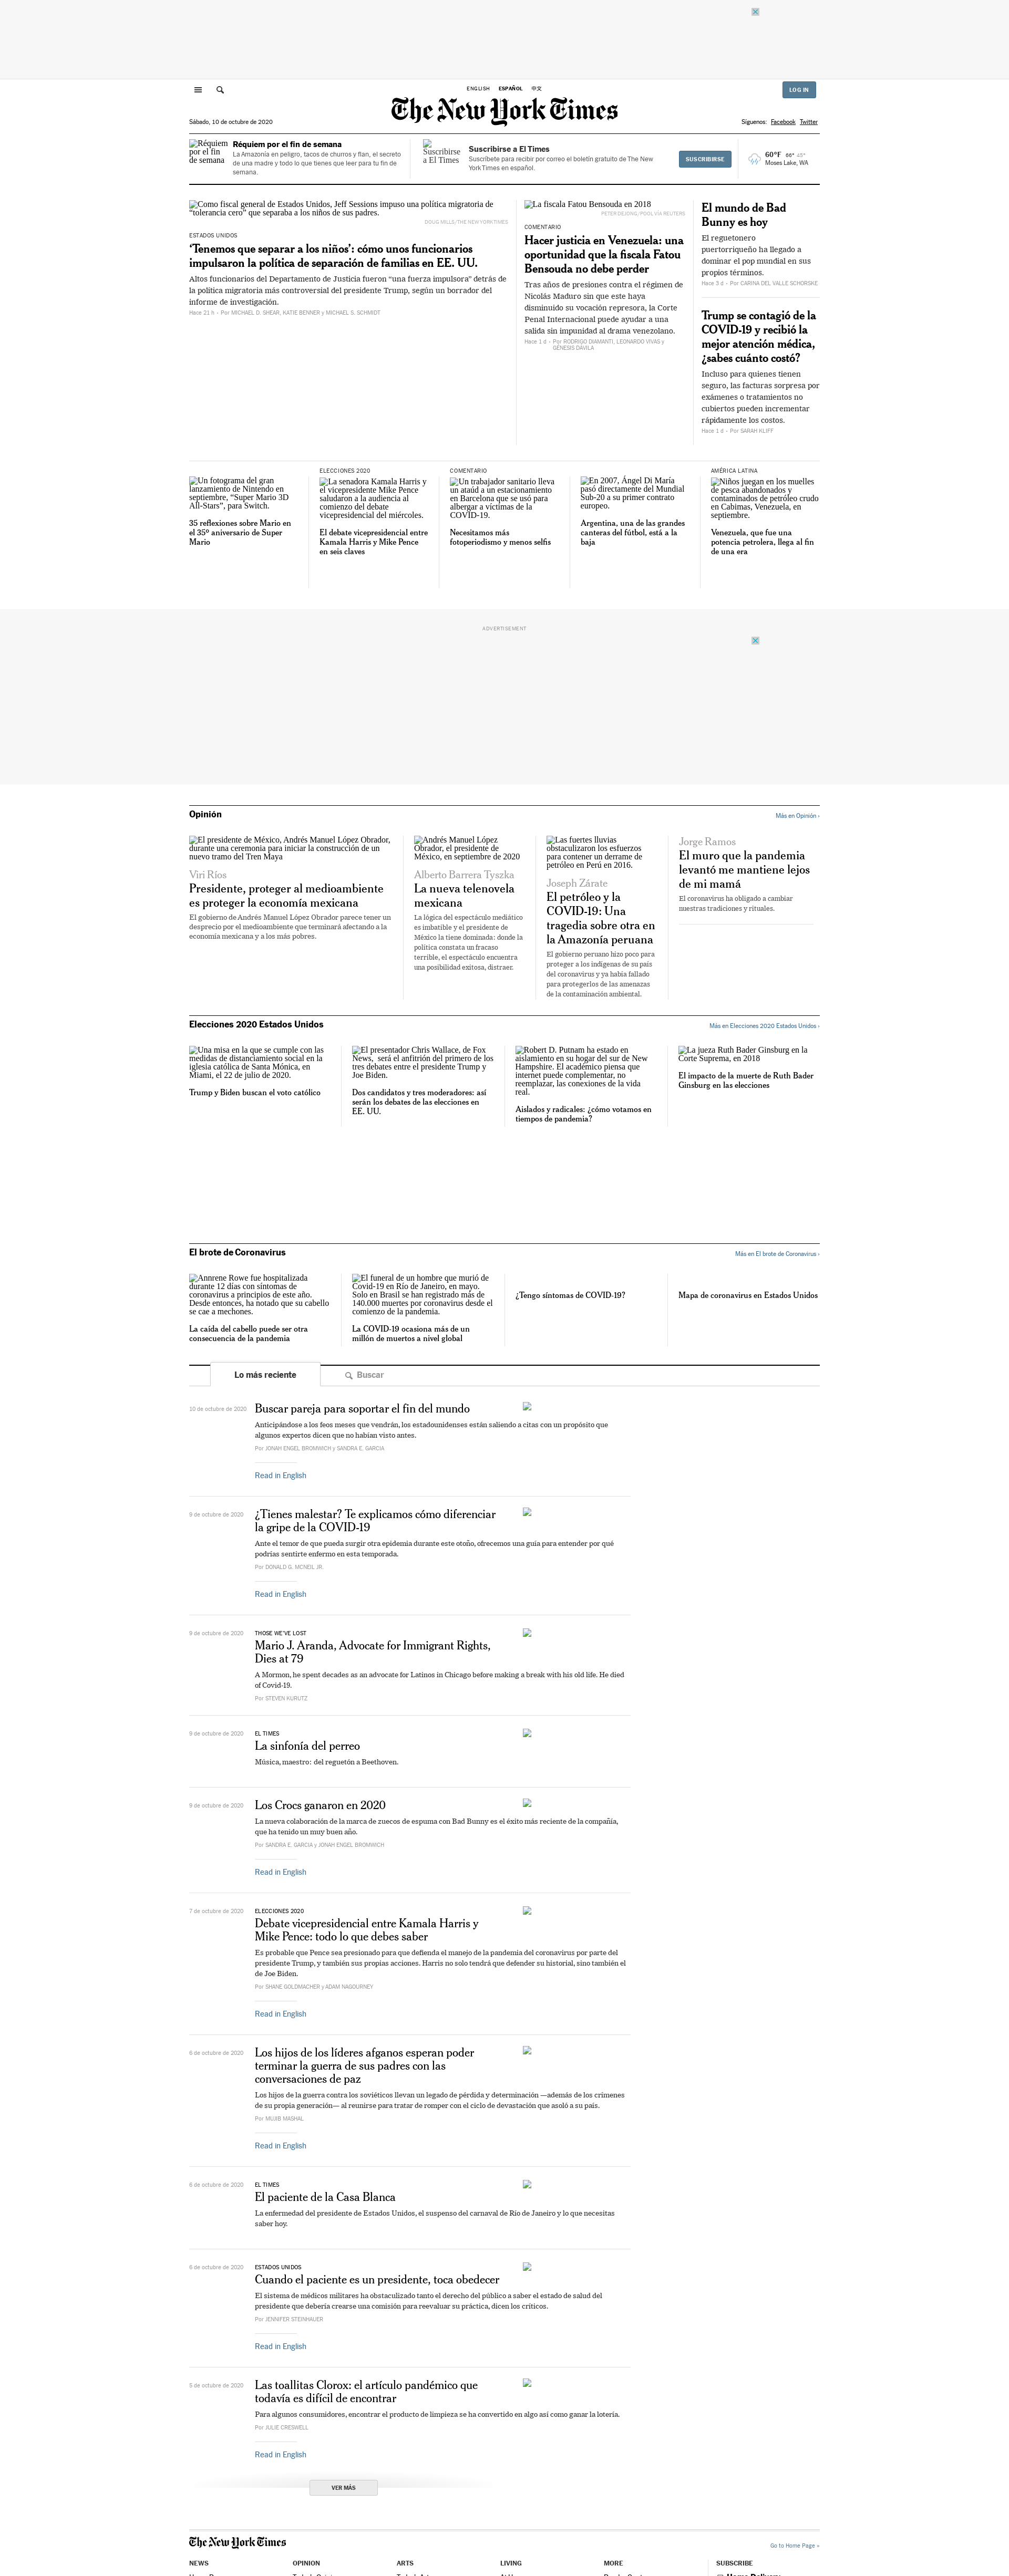 ENGLISH ESPAÑOL 中文
LOG IN
The New York Times
Sábado, 10 de octubre de 2020
Síguenos: Facebook Twitter
Réquiem por el fin de semana
Réquiem por el fin de semana
La Amazonía en peligro, tacos de churros y flan, el secreto
de una madre y todo lo que tienes que leer para tu fin de
semana.
Suscribirse a El Times
Suscribirse a El Times
Suscríbete para recibir por correo el boletín gratuito de The New
York Times en español.
SUSCRIBIRSE
60°F 66° 45°
Moses Lake, WA
Como fiscal general de Estados Unidos, Jeff Sessions impuso una política migratoria de
“tolerancia cero” que separaba a los niños de sus padres.
DOUG MILLS/THE NEW YORK TIMES
ESTADOS UNIDOS
‘Tenemos que separar a los niños’: cómo unos funcionarios
impulsaron la política de separación de familias en EE. UU.
Altos funcionarios del Departamento de Justicia fueron “una fuerza impulsora” detrás de
la política más migratoria controversial del presidente Trump, según un borrador del
informe de investigación.
Hace 21 h • Por MICHAEL D. SHEAR, KATIE BENNER y MICHAEL S. SCHMIDT
La fiscala Fatou Bensouda en 2018
PETER DEJONG/POOL VÍA REUTERS
COMENTARIO
Hacer justicia en Venezuela: una
oportunidad que la fiscala Fatou
Bensouda no debe perder
Tras años de presiones contra el régimen de
Nicolás Maduro sin que este haya
disminuido su vocación represora, la Corte
Penal Internacional puede ayudar a una
salida sin impunidad al drama venezolano.
Hace 1 d • Por RODRIGO DIAMANTI, LEONARDO VIVAS y
GÉNESIS DÁVILA
El mundo de Bad
Bunny es hoy
El reguetonero
puertorriqueño ha llegado a
dominar el pop mundial en sus
propios términos.
Hace 3 d – Por CARINA DEL VALLE SCHORSKE
Trump se contagió de la
COVID-19 y recibió la
mejor atención médica,
¿sabes cuánto costó?
Incluso para quienes tienen
seguro, las facturas sorpresa por
exámenes o tratamientos no
cubiertos pueden incrementar
rápidamente los costos.
Hace 1 d – Por SARAH KLIFF
Un fotograma del gran
lanzamiento de Nintendo en
septiembre, “Super Mario 3D
All-Stars”, para Switch.
35 reflexiones sobre Mario en
el 35º aniversario de Super
Mario
ELECCIONES 2020
La senadora Kamala Harris y
el vicepresidente Mike Pence
saludaron a la audiencia al
comienzo del debate
vicepresidencial del miércoles.
El debate vicepresidencial entre
Kamala Harris y Mike Pence
en seis claves
COMENTARIO
Un trabajador sanitario lleva
un ataúd a un estacionamiento
en Barcelona que se usó para
albergar a víctimas de la
COVID-19.
Necesitamos más
fotoperiodismo y menos selfis
En 2007, Ángel Di María
pasó directamente del Mundial
Sub-20 a su primer contrato
europeo.
Argentina, una de las grandes
canteras del fútbol, está a la
baja
AMÉRICA LATINA
Niños juegan en los muelles
de pesca abandonados y
contaminados de petróleo crudo
en Cabimas, Venezuela, en
septiembre.
Venezuela, que fue una
potencia petrolera, llega al fin
de una era
ADVERTISEMENT
Opinión
Más en Opinión ›
El presidente de México, Andrés Manuel López Obrador,
durante una ceremonia para iniciar la construcción de un
nuevo tramo del Tren Maya
Viri Ríos
Presidente, proteger al medioambiente
es proteger la economía mexicana
El gobierno de Andrés Manuel López Obrador parece tener un
desprecio por el medioambiente que terminará afectando a la
economía mexicana y a los más pobres.
Andrés Manuel López
Obrador, el presidente de
México, en septiembre de 2020
Alberto Barrera Tyszka
La nueva telenovela
mexicana
La lógica del espectáculo mediático
es imbatible y el presidente de
México la tiene dominada: donde la
política constata un fracaso
terrible, el espectáculo encuentra
una posibilidad exitosa, distraer.
Las fuertes lluvias
obstaculizaron los esfuerzos
para contener un derrame de
petróleo en Perú en 2016.
Joseph Zárate
El petróleo y la
COVID-19: Una
tragedia sobre otra en
la Amazonía peruana
El gobierno peruano hizo poco para
proteger a los indígenas de su país
del coronavirus y ya había fallado
para protegerlos de las amenazas
de la contaminación ambiental.
Jorge Ramos
El muro que la pandemia
levantó me mantiene lejos
de mi mamá
El coronavirus ha obligado a cambiar
nuestras tradiciones y rituales.
Elecciones 2020 Estados Unidos
Más en Elecciones 2020 Estados Unidos ›
Una misa en la que se cumple con las
medidas de distanciamiento social en la
iglesia católica de Santa Mónica, en
Miami, el 22 de julio de 2020.
Trump y Biden buscan el voto católico
El presentador Chris Wallace, de Fox
News, será el anfitrión del primero de los
tres debates entre el presidente Trump y
Joe Biden.
Dos candidatos y tres moderadores: así
serán los debates de las elecciones en
EE. UU.
Robert D. Putnam ha estado en
aislamiento en su hogar del sur de New
Hampshire. El académico piensa que
internet puede complementar, no
reemplazar, las conexiones de la vida
real.
Aislados y radicales: ¿cómo votamos en
tiempos de pandemia?
La jueza Ruth Bader Ginsburg en la
Corte Suprema, en 2018
El impacto de la muerte de Ruth Bader
Ginsburg en las elecciones
El brote de Coronavirus
Más en El brote de Coronavirus ›
Annrene Rowe fue hospitalizada
durante 12 días con síntomas de
coronavirus a principios de este año.
Desde entonces, ha notado que su cabello
se cae a mechones.
La caída del cabello puede ser otra
consecuencia de la pandemia
El funeral de un hombre que murió de
Covid-19 en Río de Janeiro, en mayo.
Solo en Brasil se han registrado más de
140.000 muertes por coronavirus desde el
comienzo de la pandemia.
La COVID-19 ocasiona más de un
millón de muertos a nivel global
¿Tengo síntomas de COVID-19?
Mapa de coronavirus en Estados Unidos
Lo más reciente
Buscar
10 de octubre de 2020
Buscar pareja para soportar el fin del mundo
Anticipándose a los feos meses que vendrán, los estadounidenses están saliendo a citas con un propósito que
algunos expertos dicen que no habían visto antes.
Por JONAH ENGEL BROMWICH y SANDRA E. GARCIA
Read in English
9 de octubre de 2020
¿Tienes malestar? Te explicamos cómo diferenciar
la gripe de la COVID-19
Ante el temor de que pueda surgir otra epidemia durante este otoño, ofrecemos una guía para entender por qué
podrías sentirte enfermo en esta temporada.
Por DONALD G. MCNEIL JR.
Read in English
9 de octubre de 2020
THOSE WE’VE LOST
Mario J. Aranda, Advocate for Immigrant Rights,
Dies at 79
A Mormon, he spent decades as an advocate for Latinos in Chicago before making a break with his old life. He died
of Covid-19.
Por STEVEN KURUTZ
9 de octubre de 2020
EL TIMES
La sinfonía del perreo
Música, maestro: del reguetón a Beethoven.
9 de octubre de 2020
Los Crocs ganaron en 2020
La nueva colaboración de la marca de zuecos de espuma con Bad Bunny es el éxito más reciente de la compañía,
que ha tenido un muy buen año.
Por SANDRA E. GARCIA y JONAH ENGEL BROMWICH
Read in English
7 de octubre de 2020
ELECCIONES 2020
Debate vicepresidencial entre Kamala Harris y
Mike Pence: todo lo que debes saber
Es probable que Pence sea presionado para que defienda el manejo de la pandemia del coronavirus por parte del
presidente Trump, y también sus propias acciones. Harris no solo tendrá que defender su historial, sino también el
de Joe Biden.
Por SHANE GOLDMACHER y ADAM NAGOURNEY
Read in English
6 de octubre de 2020
Los hijos de los líderes afganos esperan poder
terminar la guerra de sus padres con las
conversaciones de paz
Los hijos de la guerra contra los soviéticos llevan un legado de pérdida y determinación —además de los crímenes
de su propia generación— al reunirse para tratar de romper con el ciclo de devastación que asoló a su país.
Por MUJIB MASHAL
Read in English
6 de octubre de 2020
EL TIMES
El paciente de la Casa Blanca
La enfermedad del presidente de Estados Unidos, el suspenso del carnaval de Río de Janeiro y lo que necesitas
saber hoy.
6 de octubre de 2020
ESTADOS UNIDOS
Cuando el paciente es un presidente, toca obedecer
El sistema de médicos militares ha obstaculizado tanto el derecho del público a saber el estado de salud del
presidente que debería crearse una comisión para reevaluar su práctica, dicen los críticos.
Por JENNIFER STEINHAUER
Read in English
5 de octubre de 2020
Las toallitas Clorox: el artículo pandémico que
todavía es difícil de encontrar
Para algunos consumidores, encontrar el producto de limpieza se ha convertido en algo así como ganar la lotería.
Por JULIE CRESWELL
Read in English
VER MÁS
The New York Times
Go to Home Page »
NEWS OPINION ARTS LIVING MORE SUBSCRIBE